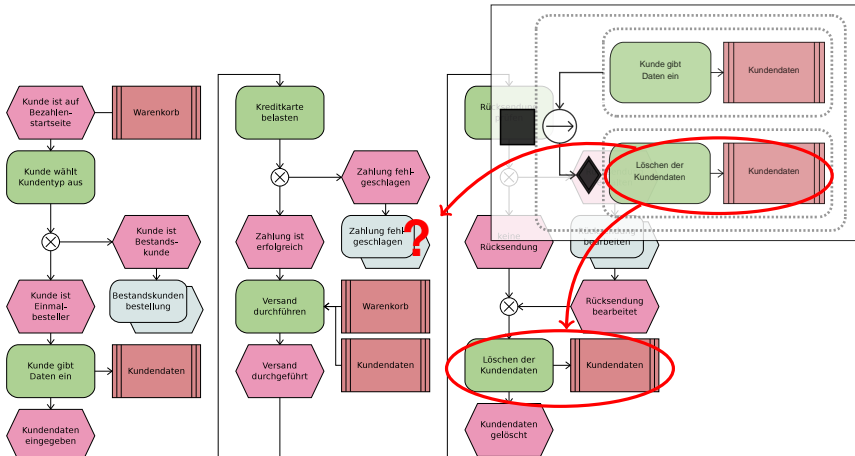 Kunde ist auf
Bezahlen-
startseite
Warenkorb
Kunde wählt
Kundentyp aus
Kunde ist
Bestands-
kunde
Kunde ist
Einmal-
besteller
Bestandskunden
bestellung
Kunde gibt
Daten ein
Kundendaten
Kundendaten
eingegeben
Kreditkarte
belasten
Zahlung fehl-
geschlagen
Zahlung ist
erfolgreich
Zahlung fehl-
geschlagen
?
Versand
durchführen
Warenkorb
Kundendaten
Versand
durchgeführt
Kunde gibt
Daten ein
Kundendaten
Löschen der
Kundendaten
Kundendaten
keine
Rücksendung
bearbeiten
Rücksendung
bearbeitet
Löschen der
Kundendaten
Kundendaten
Kundendaten
gelöscht